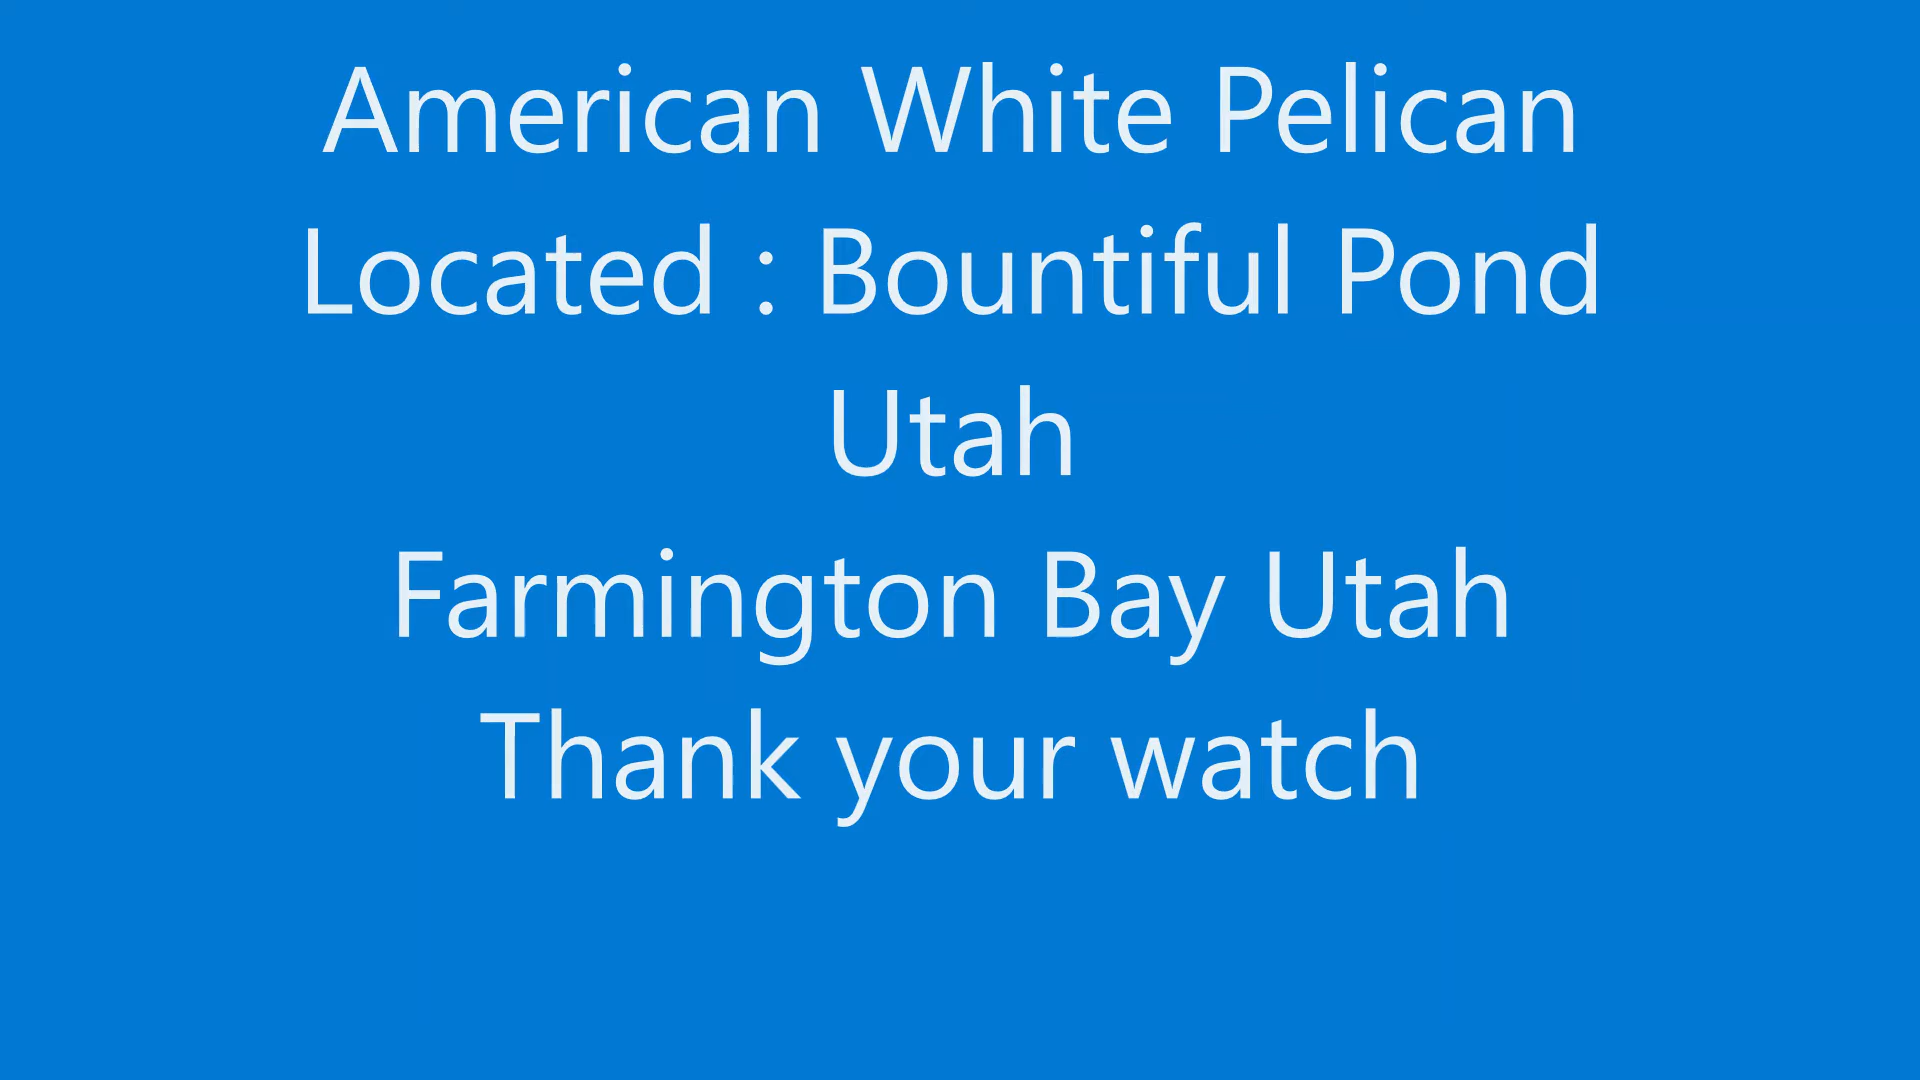 American White Pelican
Located : Bountiful Pond
Utah
Farmington Bay Utah
Thank your watch